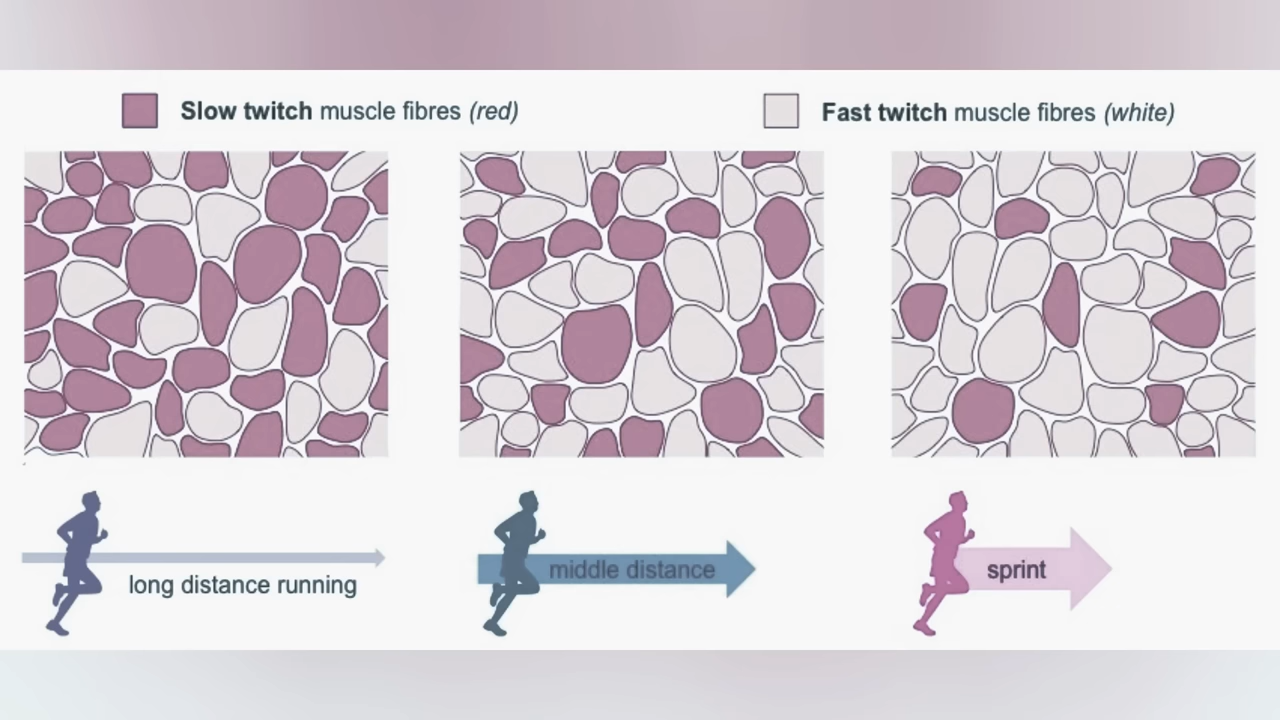 Slow twitch muscle fibres (red)
Fast twitch muscle fibres (white)
long distance running
middle distance
sprint